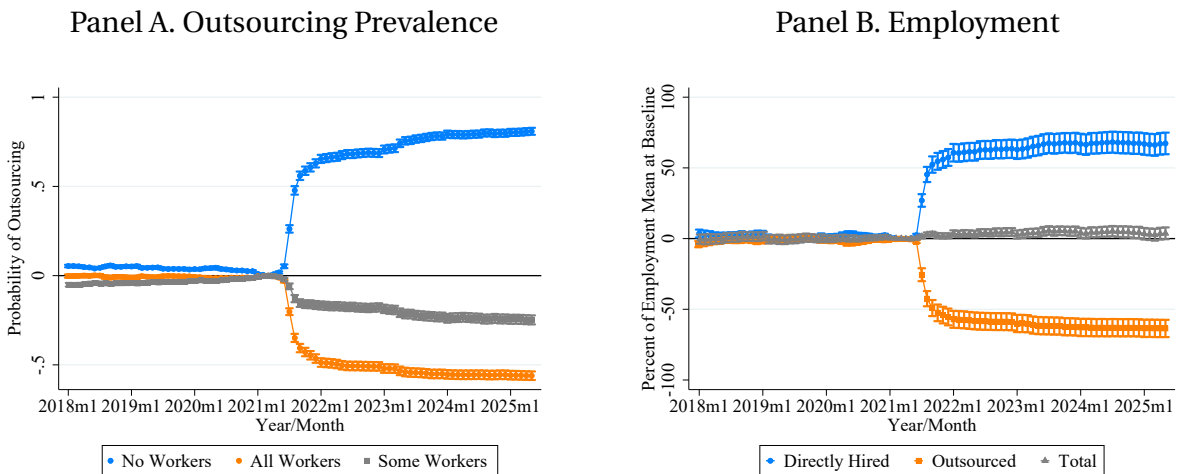 Panel A. Outsourcing Prevalence
Probability of Outsourcing
1
.5
0
-.5
2018m1 2019m1 2020m1 2021m1 2022m1 2023m1 2024m1 2025m1
Year/Month
No Workers All Workers Some Workers
Panel B. Employment
Percent of Employment Mean at Baseline
100
50
0
-50
-100
2018m1 2019m1 2020m1 2021m1 2022m1 2023m1 2024m1 2025m1
Year/Month
Directly Hired Outsourced Total